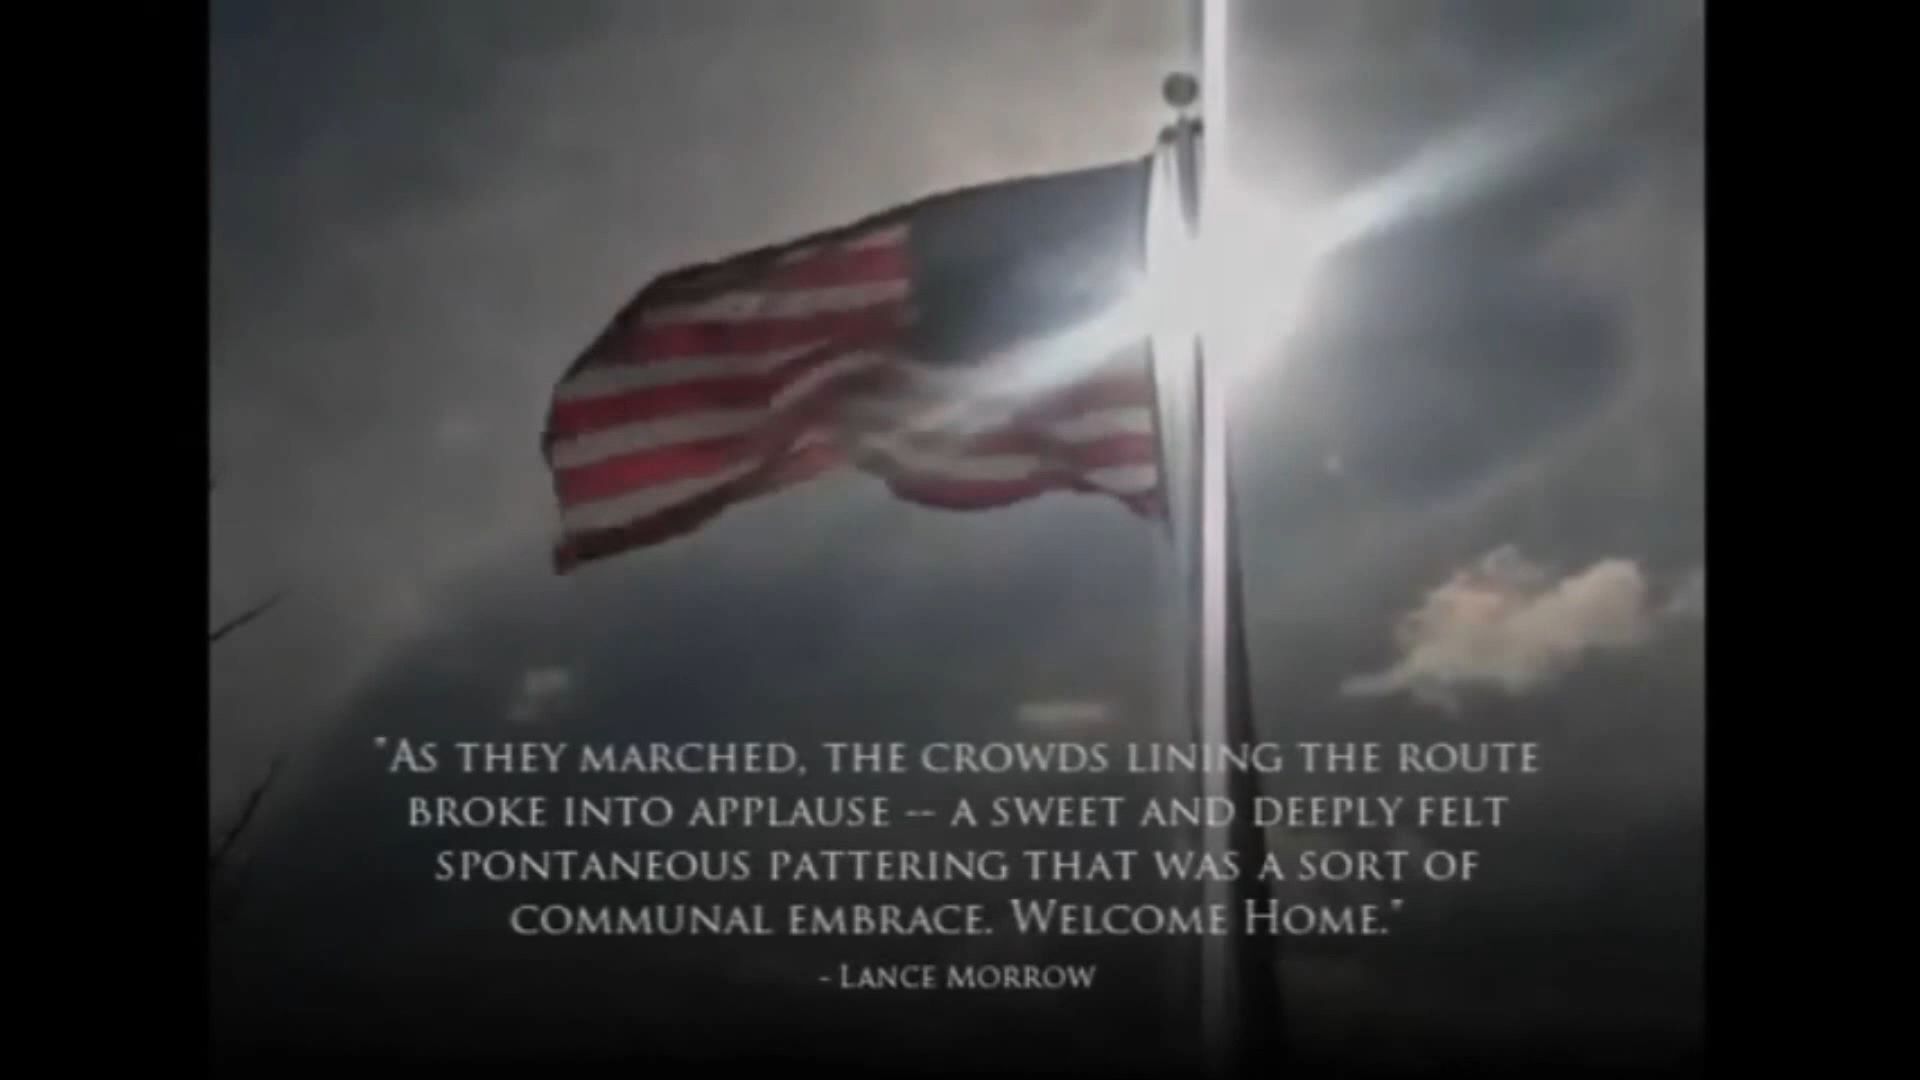 "As they marched, the crowds lining the route
broke into applause -- a sweet and deeply felt
spontaneous pattering that was a sort of
communal embrace. Welcome Home."
- Lance Morrow